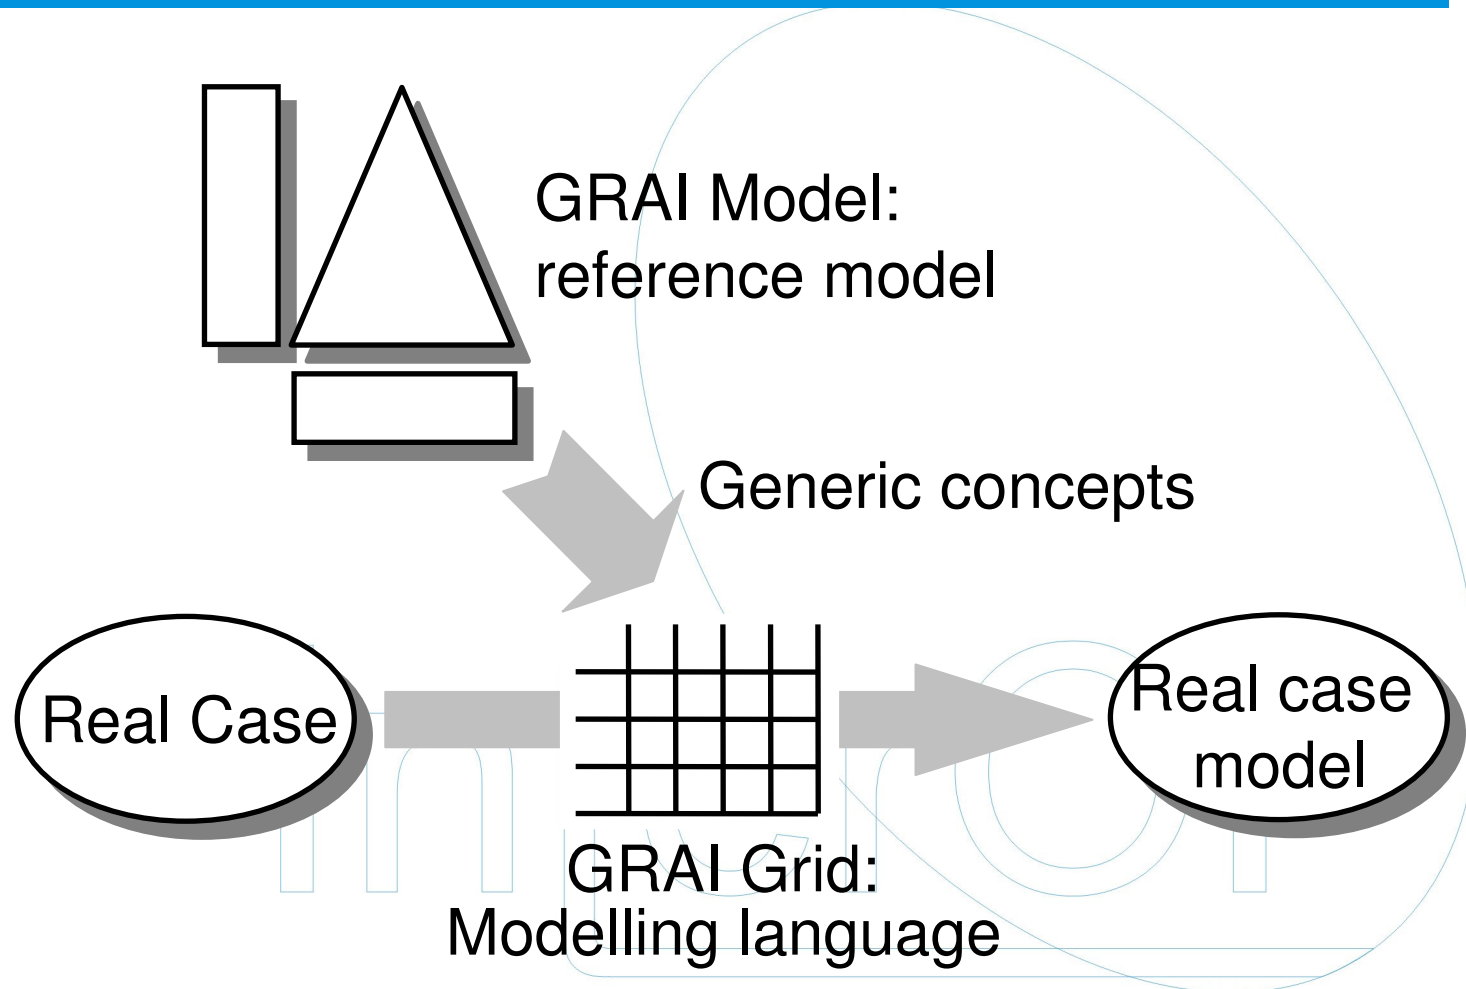 GRAI Model:
reference model
Generic concepts
Real Case
Real case
model
GRAI Grid:
Modelling language